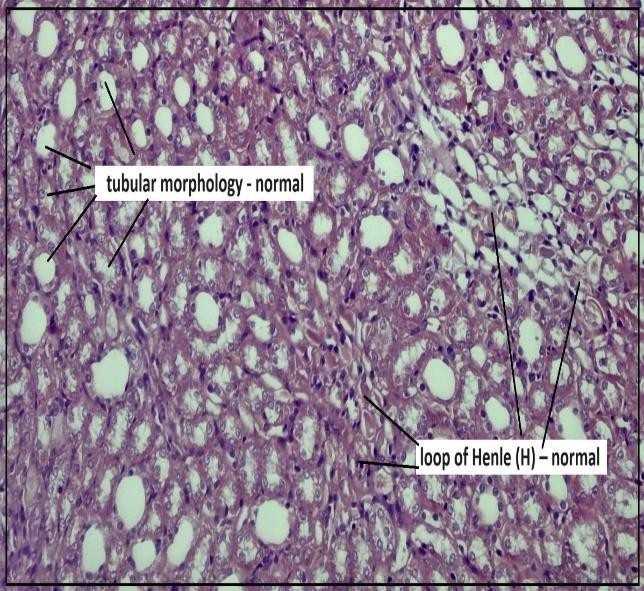 tubular morphology - normal
loop of Henle (H) – normal